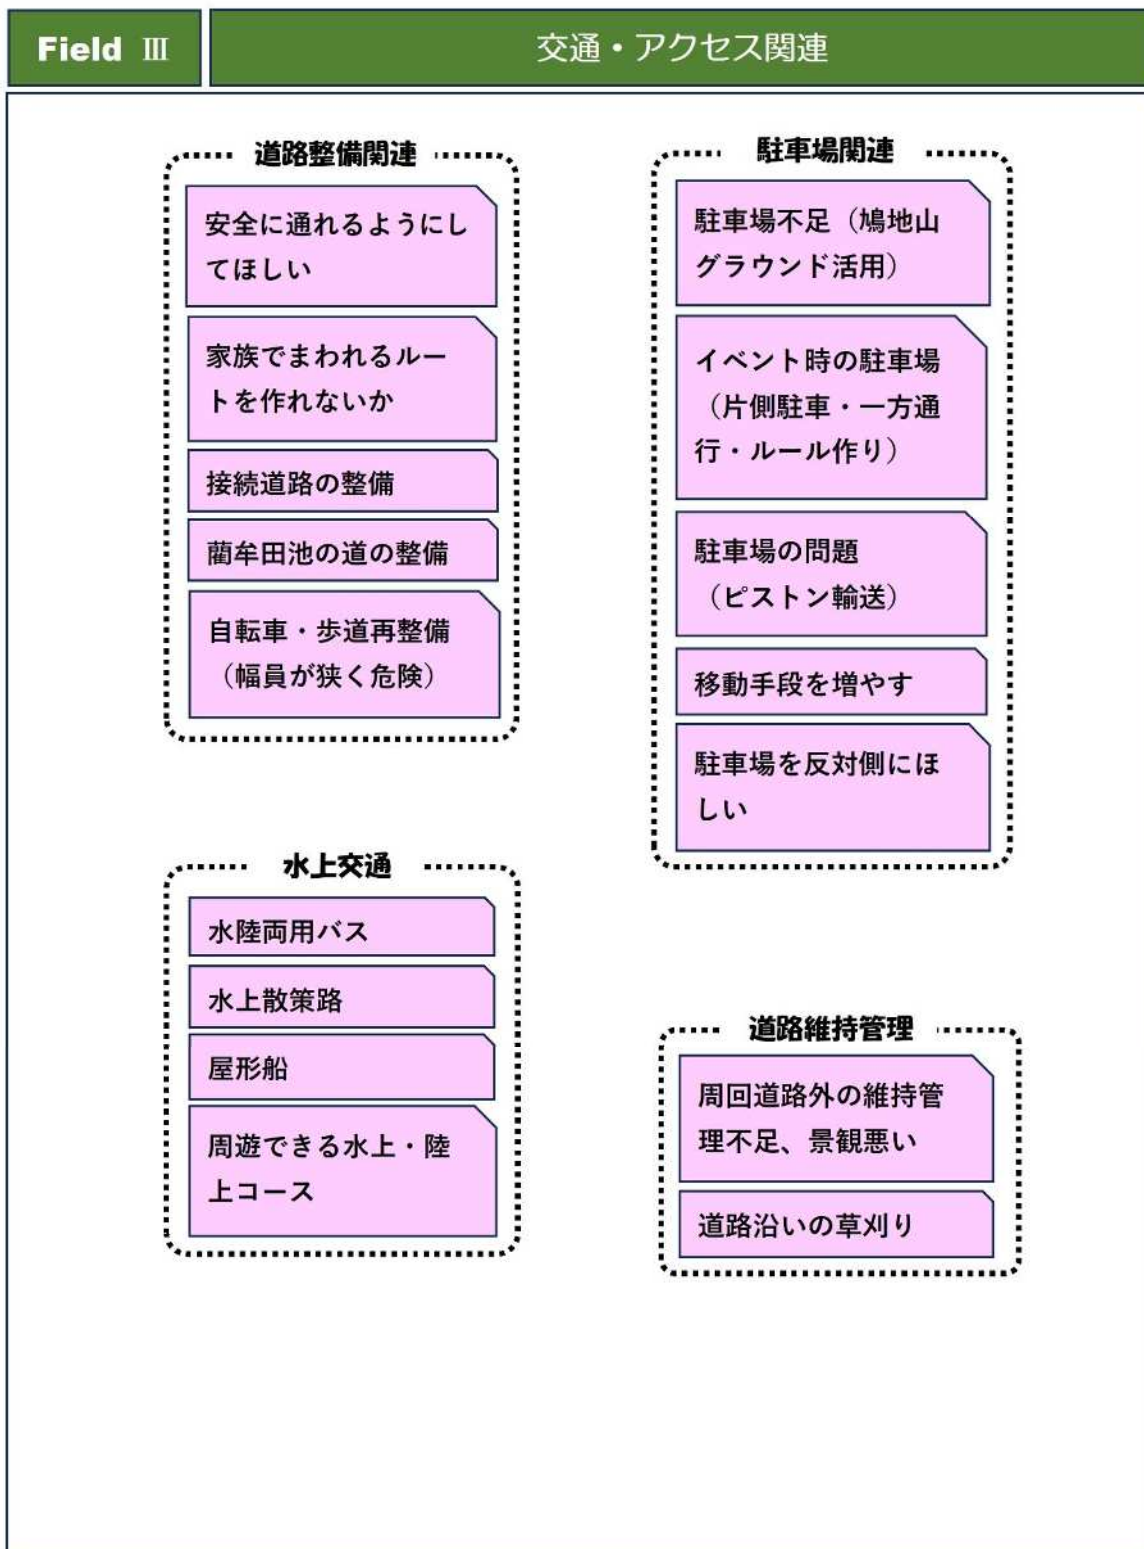 Field Ⅲ
交通・アクセス関連
道路整備関連
安全に通れるようにし
てほしい
家族でまわれるルー
トを作れないか
接続道路の整備
藺牟田池の道の整備
自転車・歩道再整備
（幅員が狭く危険）
駐車場関連
駐車場不足（鳩地山
グラウンド活用）
イベント時の駐車場
（片側駐車・一方通
行・ルール作り）
駐車場の問題
（ピストン輸送）
移動手段を増やす
駐車場を反対側にほ
しい
水上交通
水陸両用バス
水上散策路
屋形船
周遊できる水上・陸
上コース
道路維持管理
周回道路外の維持管
理不足、景観悪い
道路沿いの草刈り